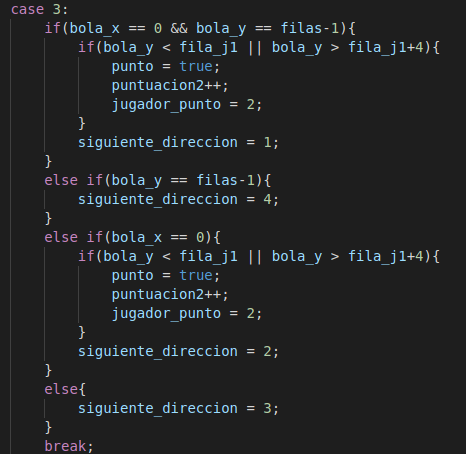 case 3:
    if(bola_x == 0 && bola_y == filas-1){
        if(bola_y < fila_j1 || bola_y > fila_j1+4){
            punto = true;
            puntuacion2++;
            jugador_punto = 2;
        }
        siguiente_direccion = 1;
    }
    else if(bola_y == filas-1){
        siguiente_direccion = 4;
    }
    else if(bola_x == 0){
        if(bola_y < fila_j1 || bola_y > fila_j1+4){
            punto = true;
            puntuacion2++;
            jugador_punto = 2;
        }
        siguiente_direccion = 2;
    }
    else{
        siguiente_direccion = 3;
    }
    break;